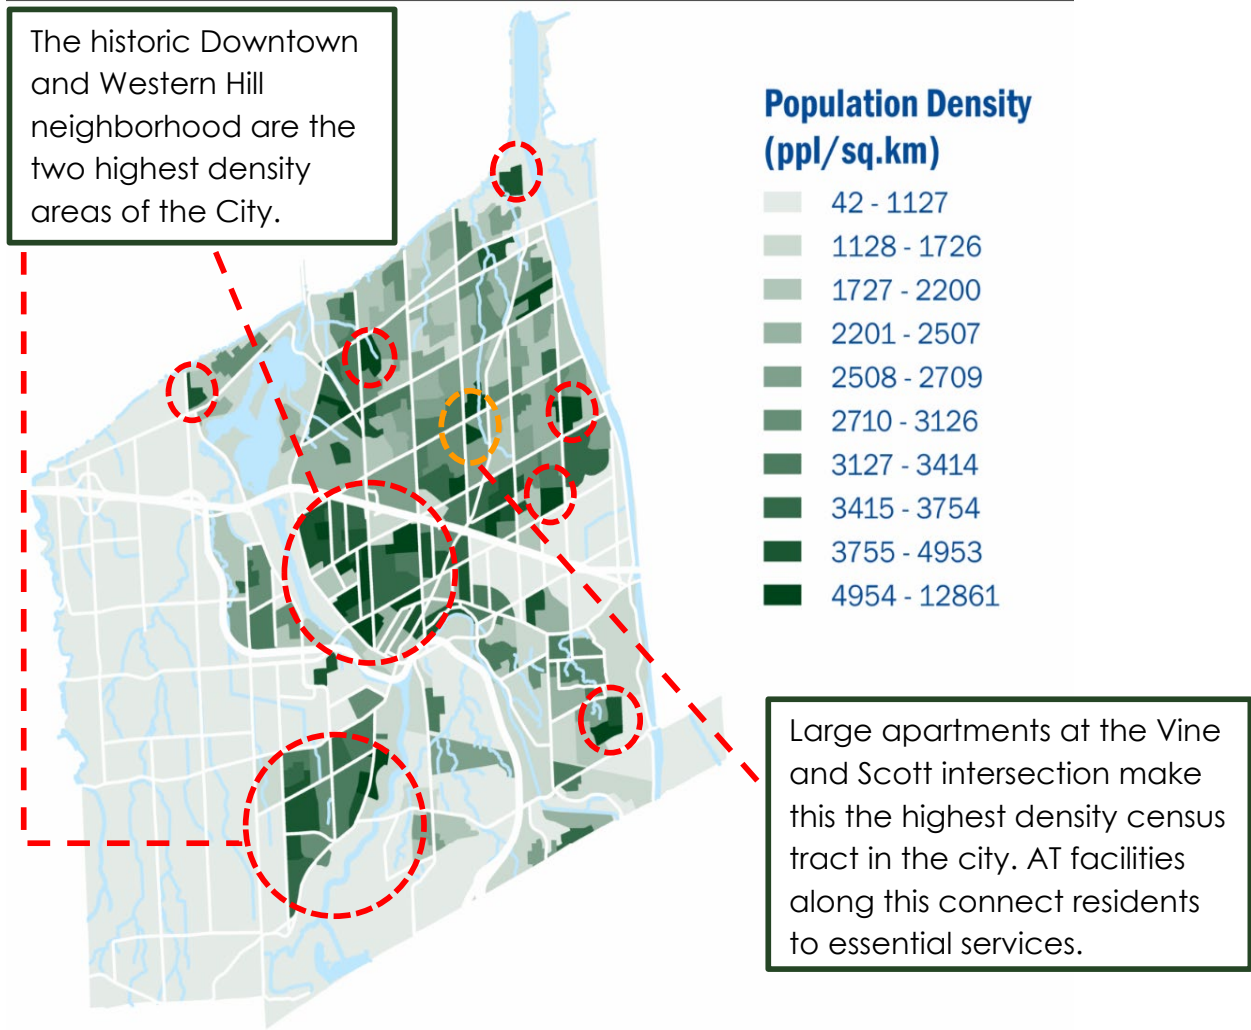 The historic Downtown
and Western Hill
neighborhood are the
two highest density
areas of the City.
Population Density
(ppl/sq.km)
42 - 1127
1128 - 1726
1727 - 2200
2201 - 2507
2508 - 2709
2710 - 3126
3127 - 3414
3415 - 3754
3755 - 4953
4954 - 12861
Large apartments at the Vine
and Scott intersection make
this the highest density census
tract in the city. AT facilities
along this connect residents
to essential services.